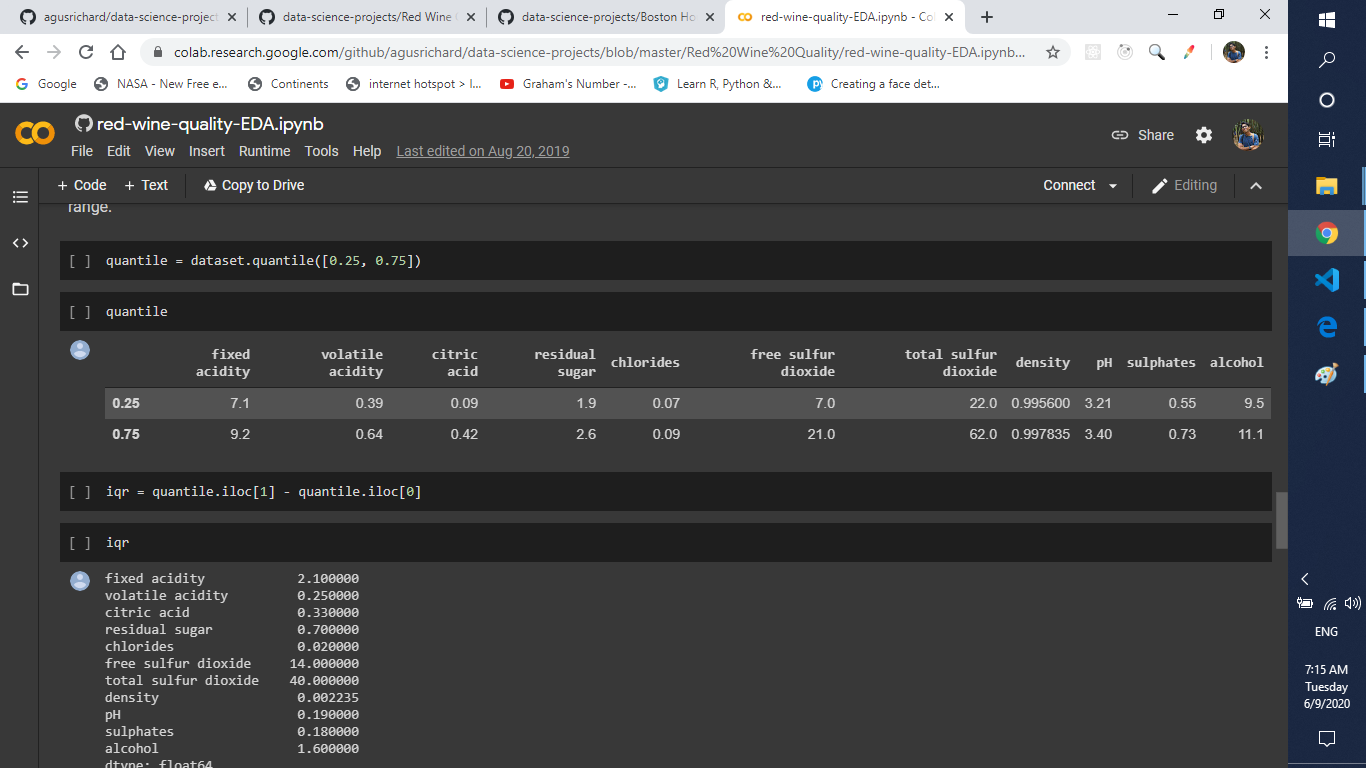 agusrichard/data-science-project
data-science-projects/Red Wine
data-science-projects/Boston Ho
red-wine-quality-EDA.ipynb - Co
colab.research.google.com/github/agusrichard/data-science-projects/blob/master/Red%20Wine%20Quality/red-wine-quality-EDA.ipynb...
Google
NASA - New Free e...
Continents
internet hotspot > I...
Graham's Number -...
Learn R, Python &...
Creating a face det...
red-wine-quality-EDA.ipynb
File Edit View Insert Runtime Tools Help Last edited on Aug 20, 2019
Share
+ Code + Text Copy to Drive
Connect Editing
range.
[ ] quantile = dataset.quantile([0.25, 0.75])
[ ] quantile
fixed acidity volatile acidity citric acid residual sugar chlorides free sulfur dioxide total sulfur dioxide density pH sulphates alcohol
0.25 7.1 0.39 0.09 1.9 0.07 7.0 22.0 0.995600 3.21 0.55 9.5
0.75 9.2 0.64 0.42 2.6 0.09 21.0 62.0 0.997835 3.40 0.73 11.1
[ ] iqr = quantile.iloc[1] - quantile.iloc[0]
[ ] iqr
fixed acidity 2.100000
volatile acidity 0.250000
citric acid 0.330000
residual sugar 0.700000
chlorides 0.020000
free sulfur dioxide 14.000000
total sulfur dioxide 40.000000
density 0.002235
pH 0.190000
sulphates 0.180000
alcohol 1.600000
dtype: float64
ENG
7:15 AM
Tuesday
6/9/2020